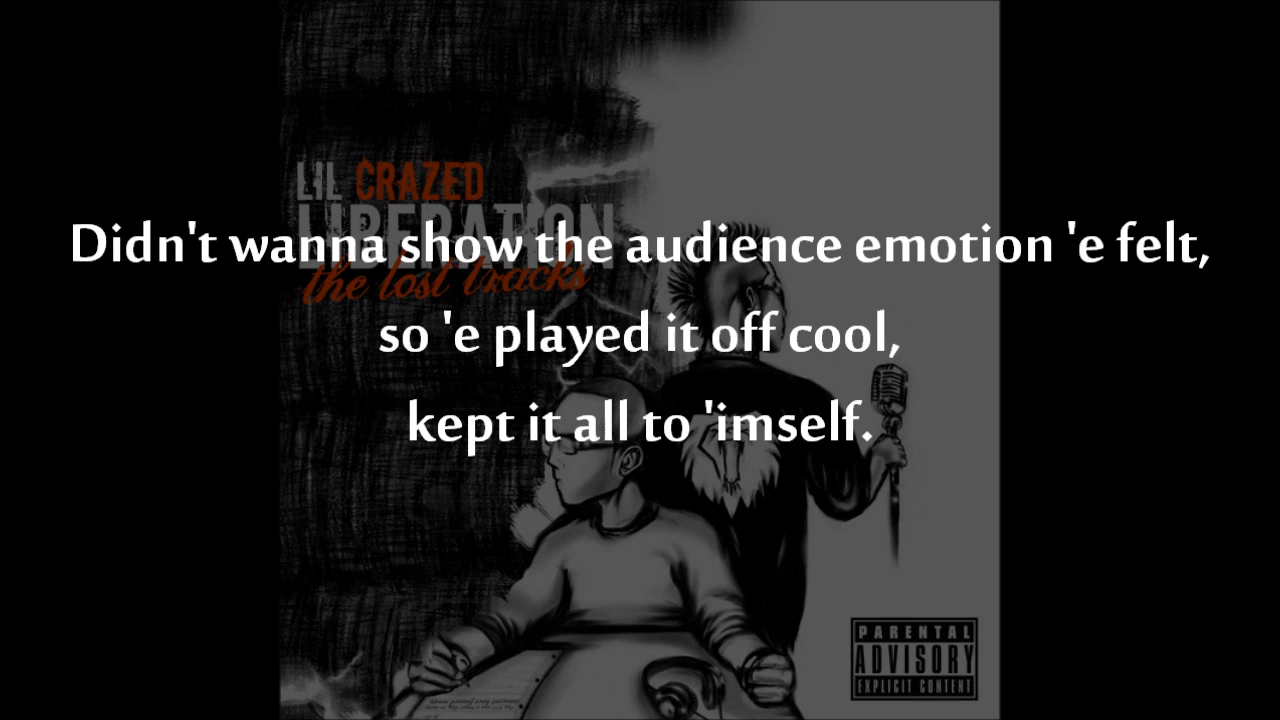 LIL CRAZED
LIBERATION
the lost tracks
Didn't wanna show the audience emotion 'e felt,
so 'e played it off cool,
kept it all to 'imself.
PARENTAL
ADVISORY
EXPLICIT CONTENT